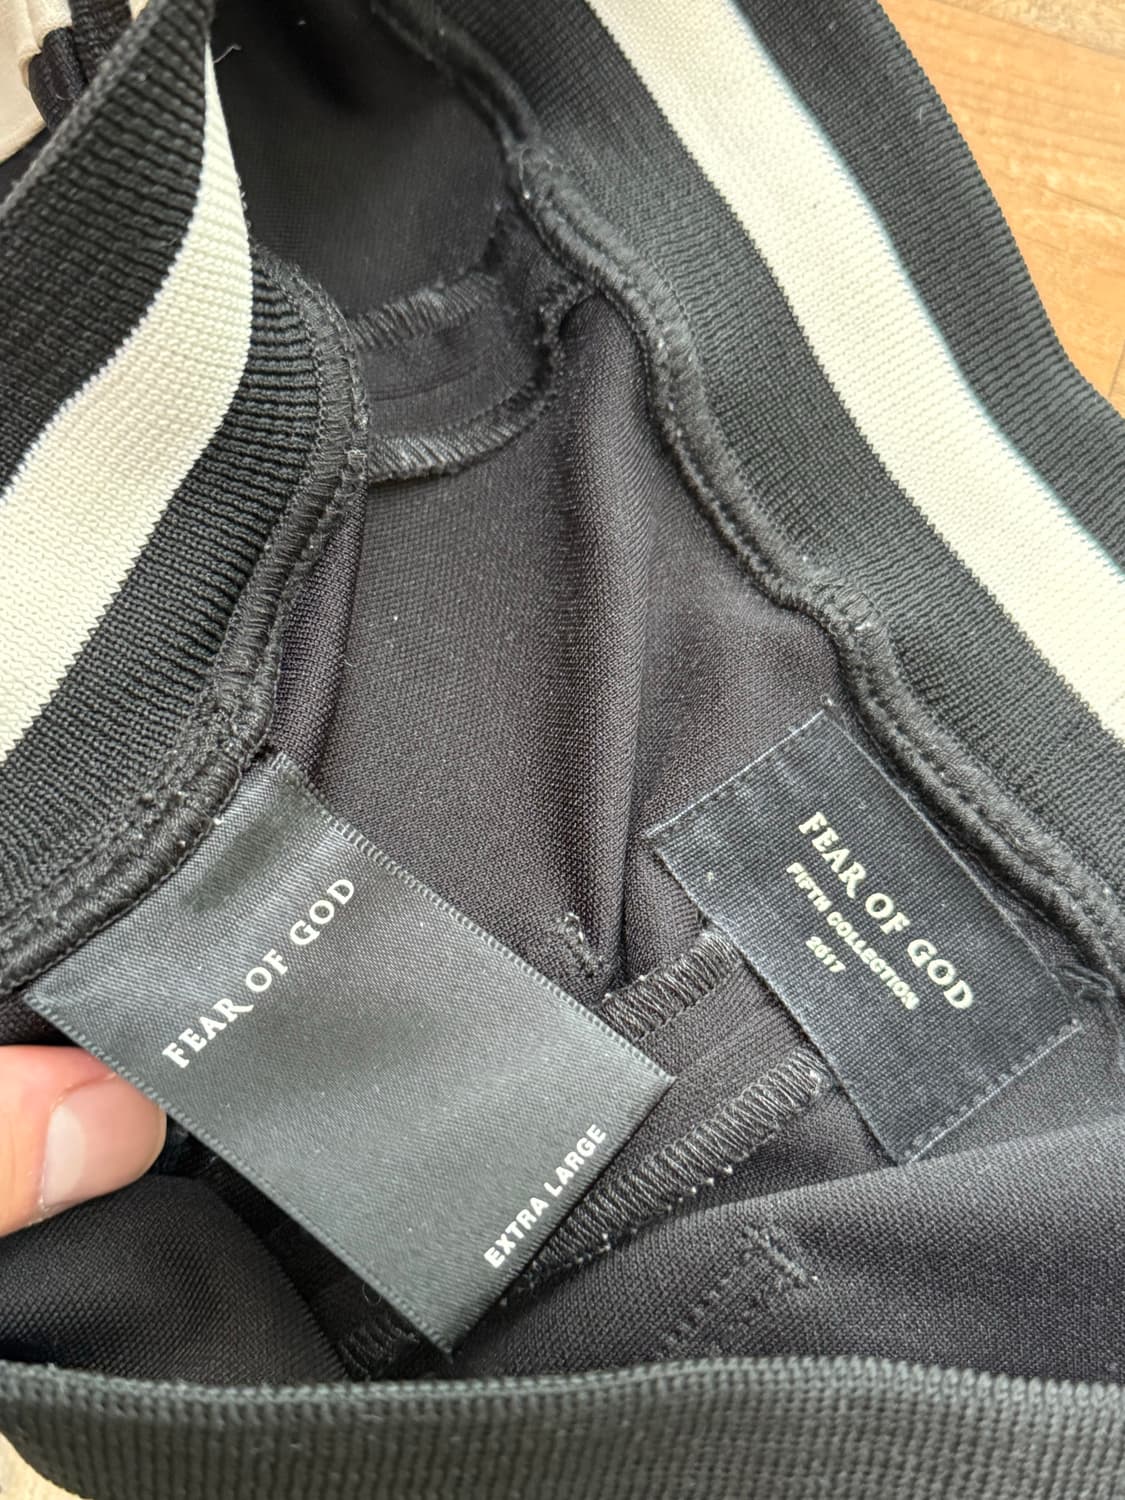 FEAR OF GOD
EXTRA LARGE
FEAR OF GOD
FIFTH COLLECTION
2017